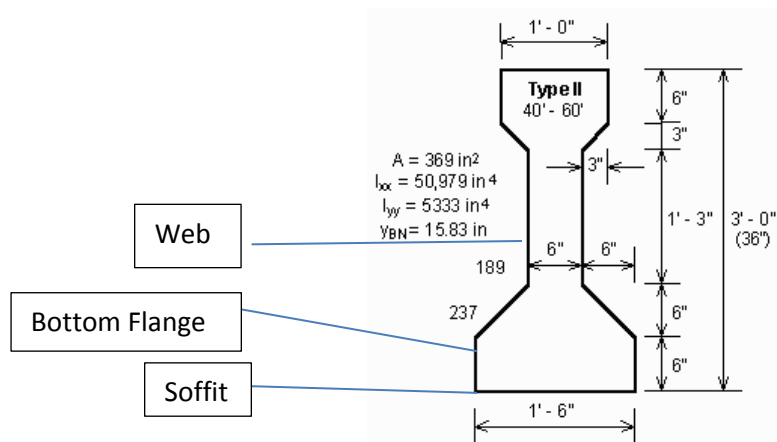 1' - 0"
Type II
40' - 60'
6"
3"
A = 369 in2
Ixx = 50,979 in4
Iyy = 5333 in4
yBN = 15.83 in
3"
1' - 3"
3' - 0"
(36")
Web
6"
6"
189
237
6"
Bottom Flange
6"
Soffit
1' - 6"